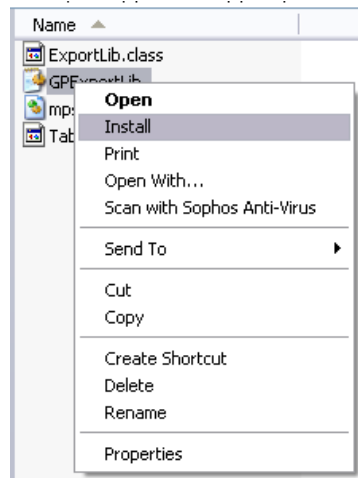 Name
ExportLib.class
GPExportLib
mps
Tab
Open
Install
Print
Open With...
Scan with Sophos Anti-Virus
Send To
Cut
Copy
Create Shortcut
Delete
Rename
Properties